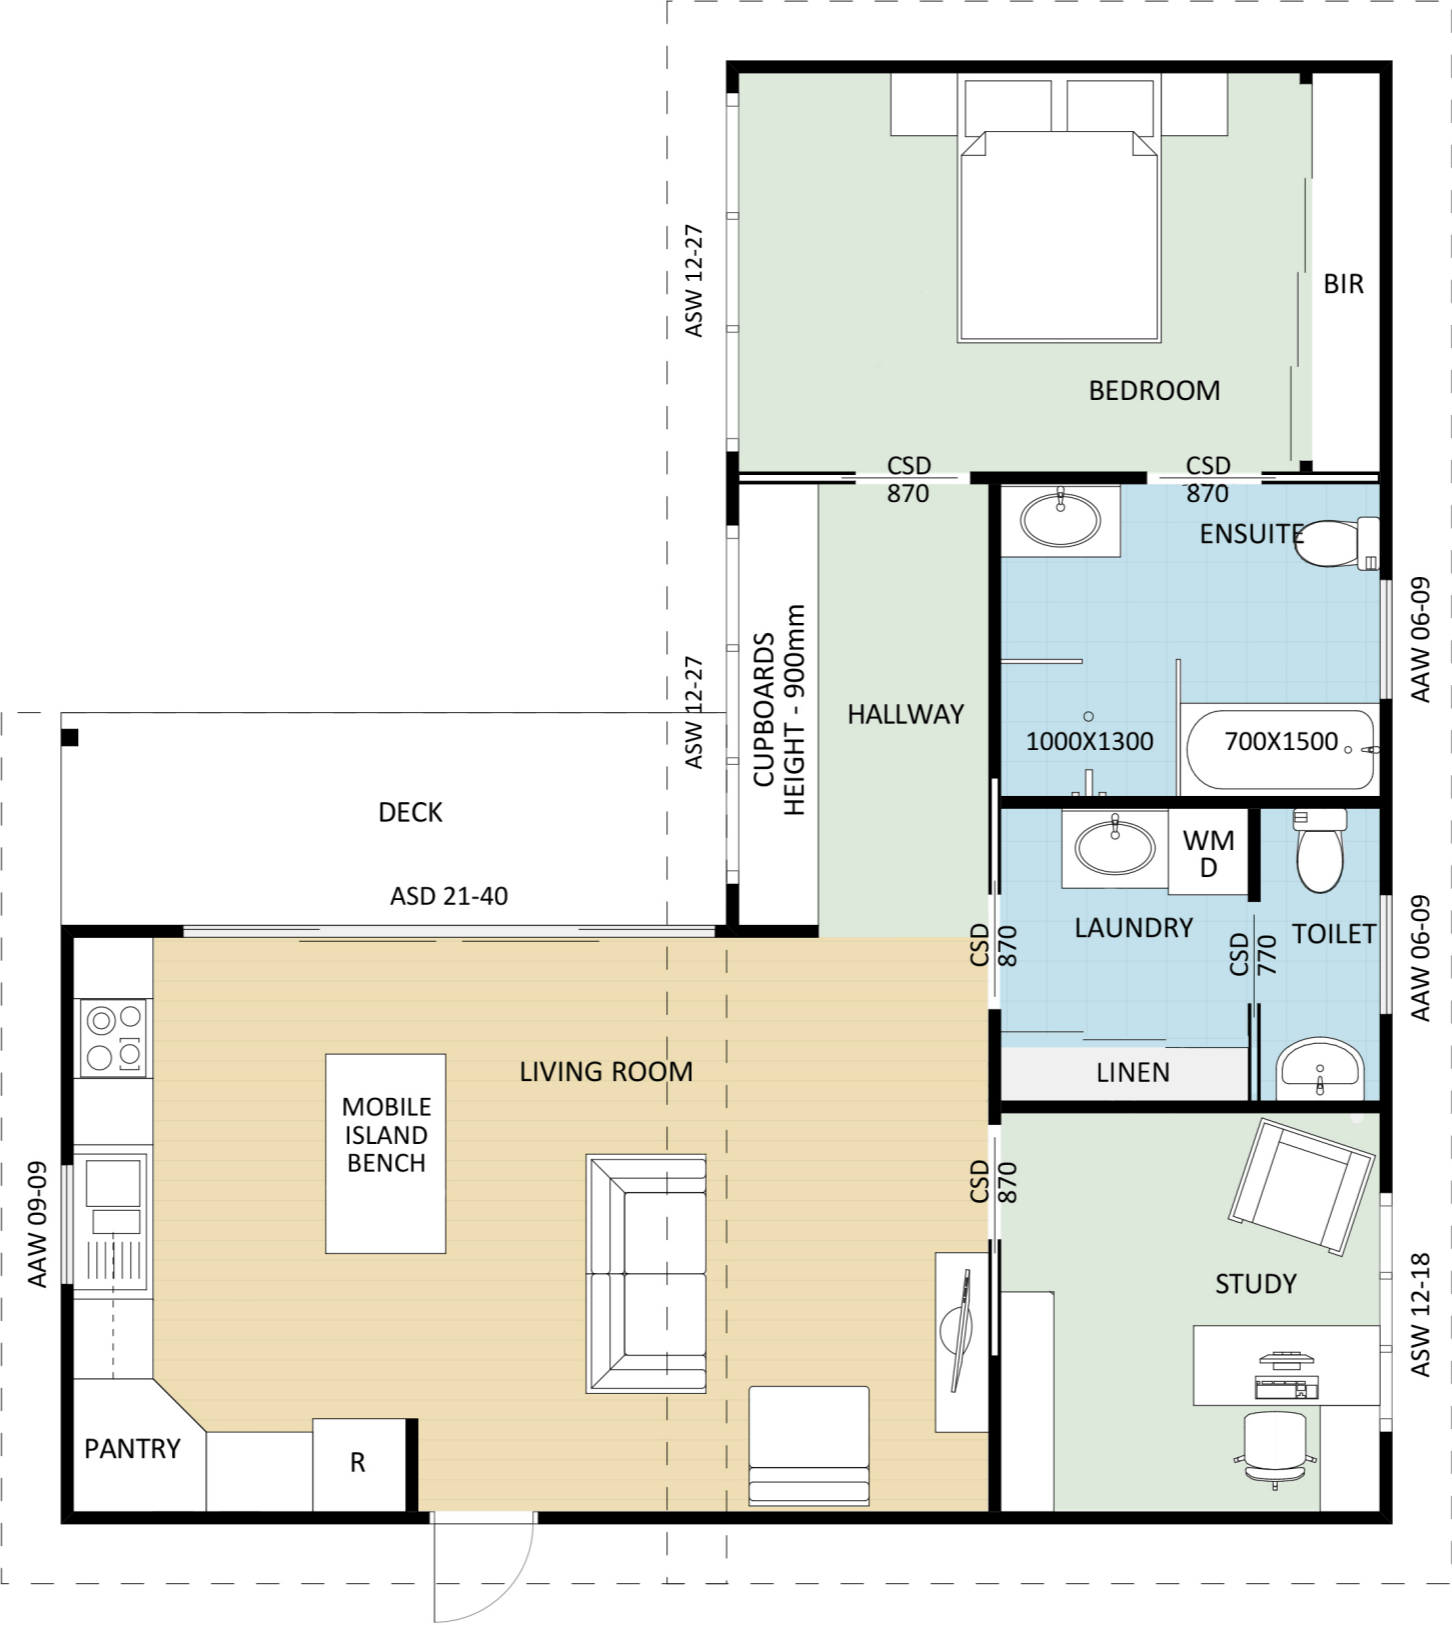 ASW 12-27
BIR
BEDROOM
CSD
870
CSD
870
ENSUITE
AAW 06-09
CUPBOARDS
HEIGHT - 900mm
ASW 12-27
HALLWAY
1000X1300
700X1500
DECK
ASD 21-40
WM
D
LAUNDRY
TOILET
CSD
870
CSD
770
AAW 06-09
LIVING ROOM
LINEN
MOBILE
ISLAND
BENCH
AAW 09-09
CSD
870
STUDY
ASW 12-18
PANTRY
R